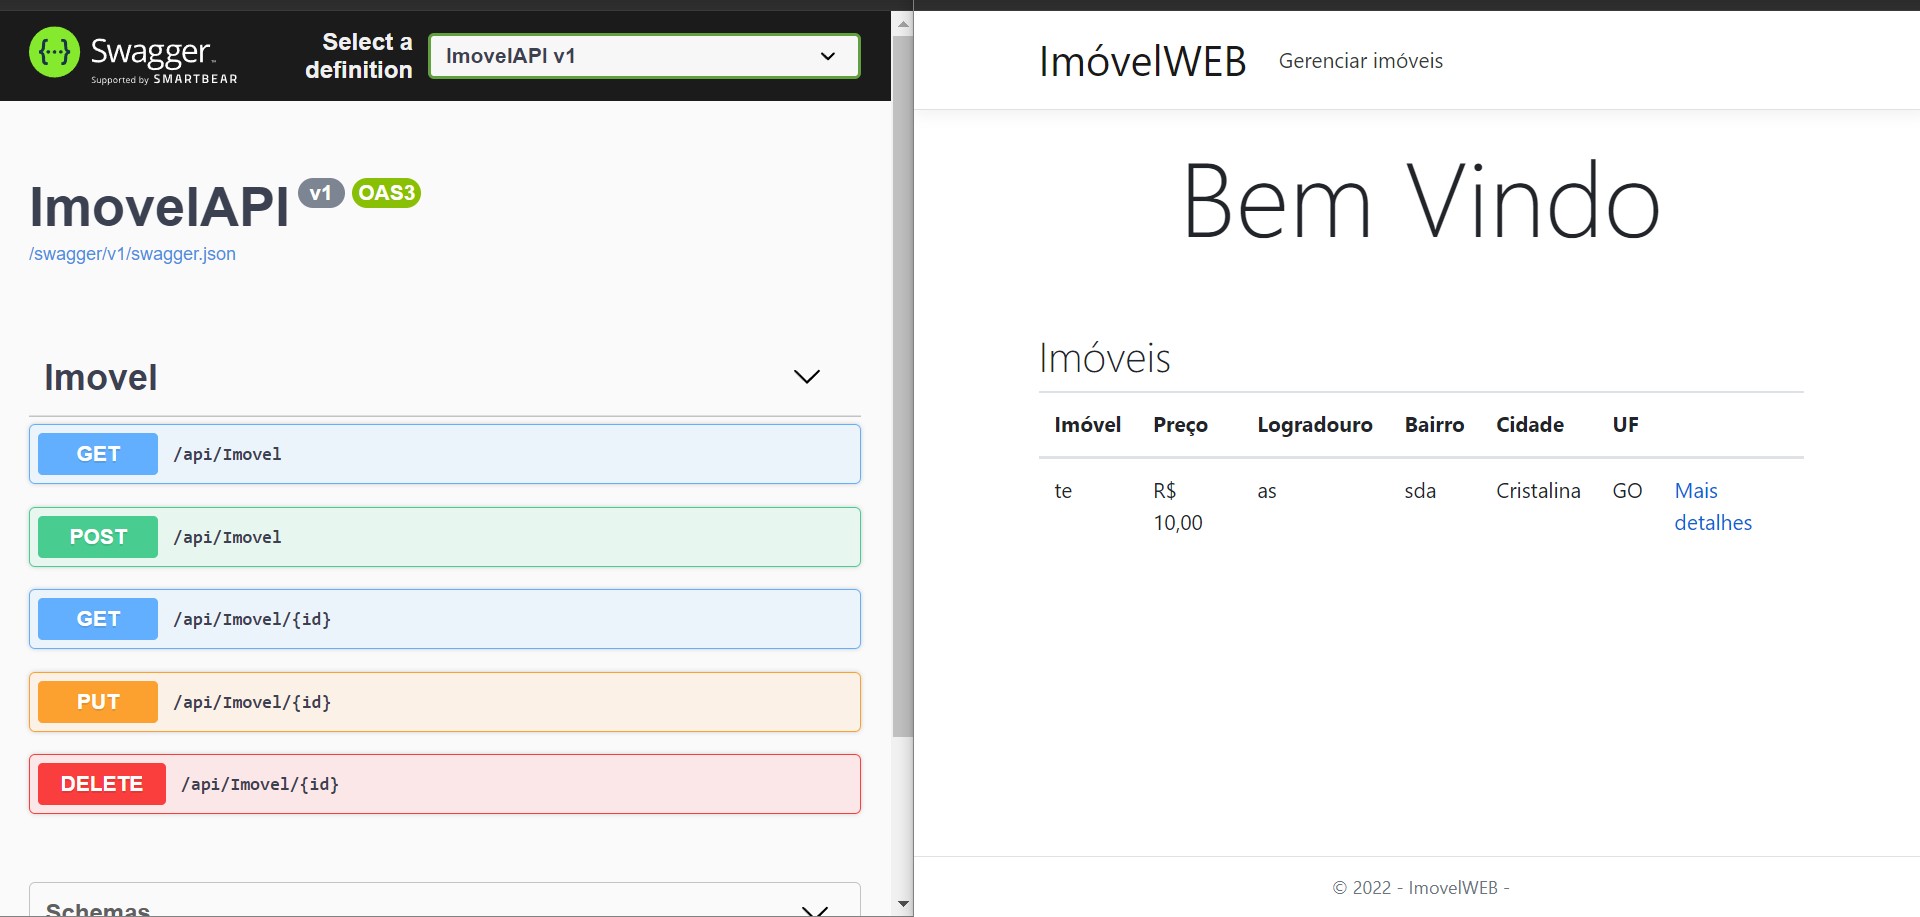 Swagger
Supported by SMARTBEAR
Select a
definition
ImovelAPI v1
ImovelAPI v1 OAS3
/swagger/v1/swagger.json
Imovel
GET /api/Imovel
POST /api/Imovel
GET /api/Imovel/{id}
PUT /api/Imovel/{id}
DELETE /api/Imovel/{id}
Schemas
ImóvelWEB Gerenciar imóveis
Bem Vindo
Imóveis
Imóvel Preço Logradouro Bairro Cidade UF
te R$ as sda Cristalina GO Mais
10,00 detalhes
© 2022 - ImovelWEB -